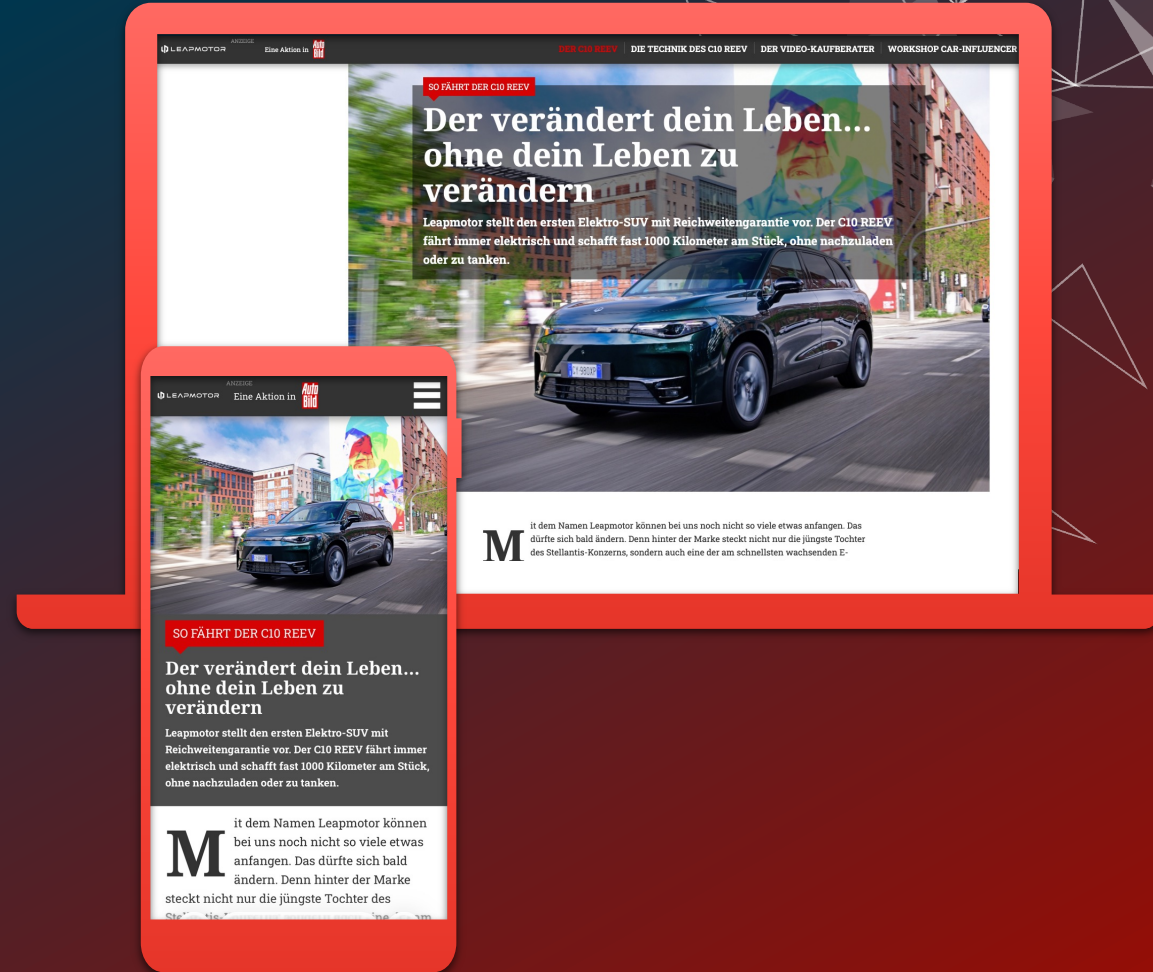 LEAPMOTOR
ANZEIGE
Eine Aktion in
Auto
Bild
DER C10 REEV
DIE TECHNIK DES C10 REEV
DER VIDEO-KAUFBERATER
WORKSHOP CAR-INFLUENCER
SO FÄHRT DER C10 REEV
Der verändert dein Leben...
ohne dein Leben zu
verändern
Leapmotor stellt den ersten Elektro-SUV mit Reichweitengarantie vor. Der C10 REEV
fährt immer elektrisch und schafft fast 1000 Kilometer am Stück, ohne nachzuladen
oder zu tanken.
Mit dem Namen Leapmotor können bei uns noch nicht so viele etwas anfangen. Das
dürfte sich bald ändern. Denn hinter der Marke steckt nicht nur die jüngste Tochter
des Stellantis-Konzerns, sondern auch eine der am schnellsten wachsenden E-
LEAPMOTOR
ANZEIGE
Eine Aktion in
Auto
Bild
SO FÄHRT DER C10 REEV
Der verändert dein Leben...
ohne dein Leben zu
verändern
Leapmotor stellt den ersten Elektro-SUV mit
Reichweitengarantie vor. Der C10 REEV fährt immer
elektrisch und schafft fast 1000 Kilometer am Stück,
ohne nachzuladen oder zu tanken.
Mit dem Namen Leapmotor können
bei uns noch nicht so viele etwas
anfangen. Das dürfte sich bald
ändern. Denn hinter der Marke
steckt nicht nur die jüngste Tochter des